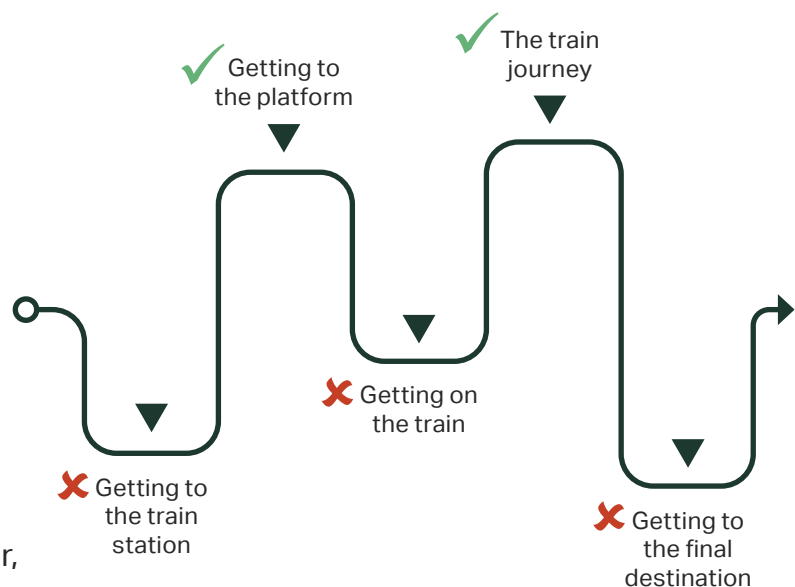 Getting to
the platform
The train
journey
Getting on
the train
Getting to
the train
station
Getting to
the final
destination
r,